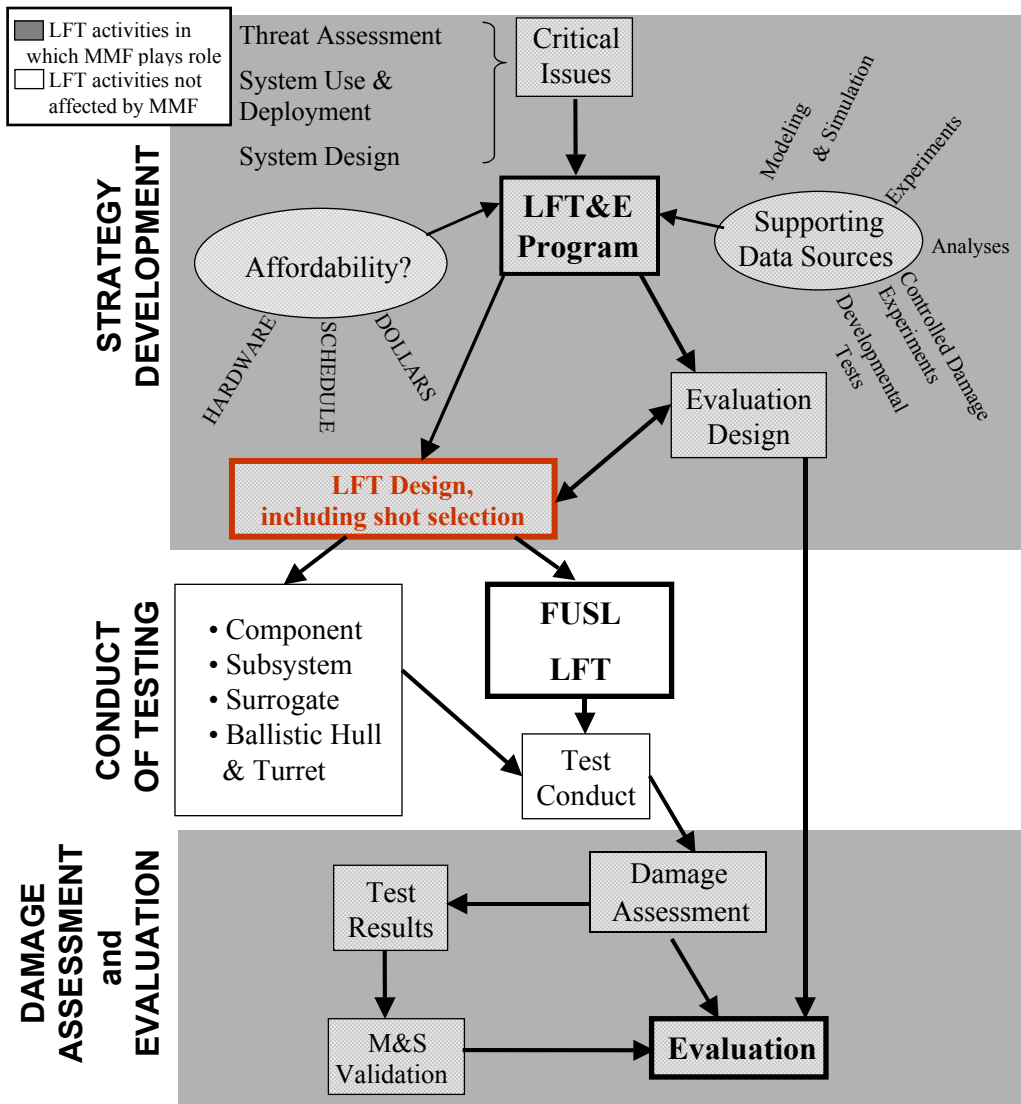 LFT activities in
which MMF plays role
LFT activities not
affected by MMF
Threat Assessment
System Use &
Deployment
System Design
Critical
Issues
Modeling
& Simulation
Experiments
Analyses
Controlled Damage
Experiments
Developmental
Tests
Supporting
Data Sources
LFT&E
Program
Affordability?
HARDWARE
SCHEDULE
DOLLARS
STRATEGY
DEVELOPMENT
Evaluation
Design
LFT Design,
including shot selection
CONDUCT
OF TESTING
• Component
• Subsystem
• Surrogate
• Ballistic Hull
& Turret
FUSL
LFT
Test
Conduct
DAMAGE
ASSESSMENT
and
EVALUATION
Test
Results
Damage
Assessment
M&S
Validation
Evaluation